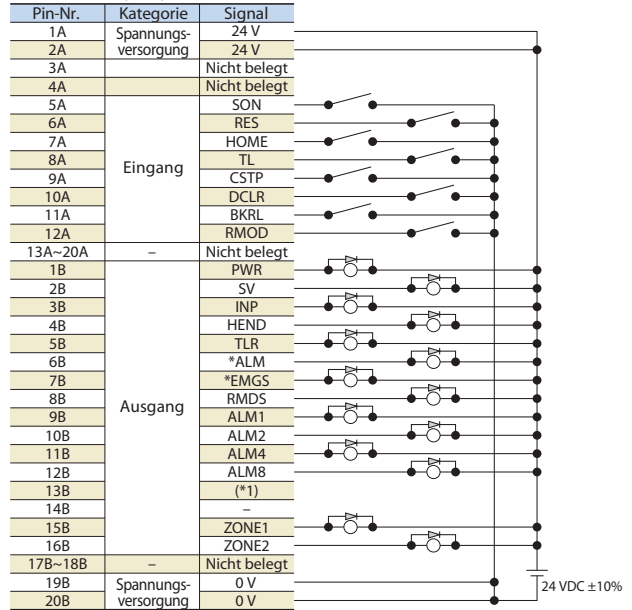 Pin-Nr. Kategorie Signal
1A Spannungs- 24 V
2A versorgung 24 V
3A Nicht belegt
4A Nicht belegt
5A SON
6A RES
7A HOME
8A Eingang TL
9A CSTP
10A DCLR
11A BKRL
12A RMOD
13A~20A – Nicht belegt
1B PWR
2B SV
3B INP
4B HEND
5B TLR
6B *ALM
7B *EMGS
8B Ausgang RMDS
9B ALM1
10B ALM2
11B ALM4
12B ALM8
13B (*1)
14B –
15B ZONE1
16B ZONE2
17B~18B – Nicht belegt
19B Spannungs- 0 V
24 VDC ±10%
20B versorgung 0 V